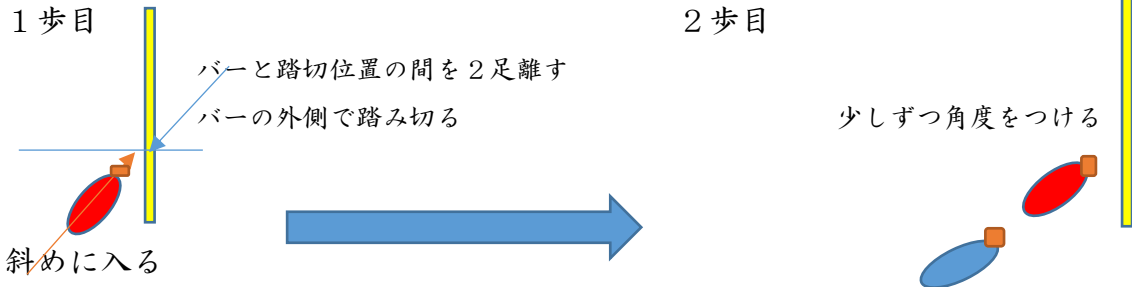 １歩目
２歩目
バーと踏切位置の間を２足離す
バーの外側で踏み切る
少しずつ角度をつける
斜めに入る